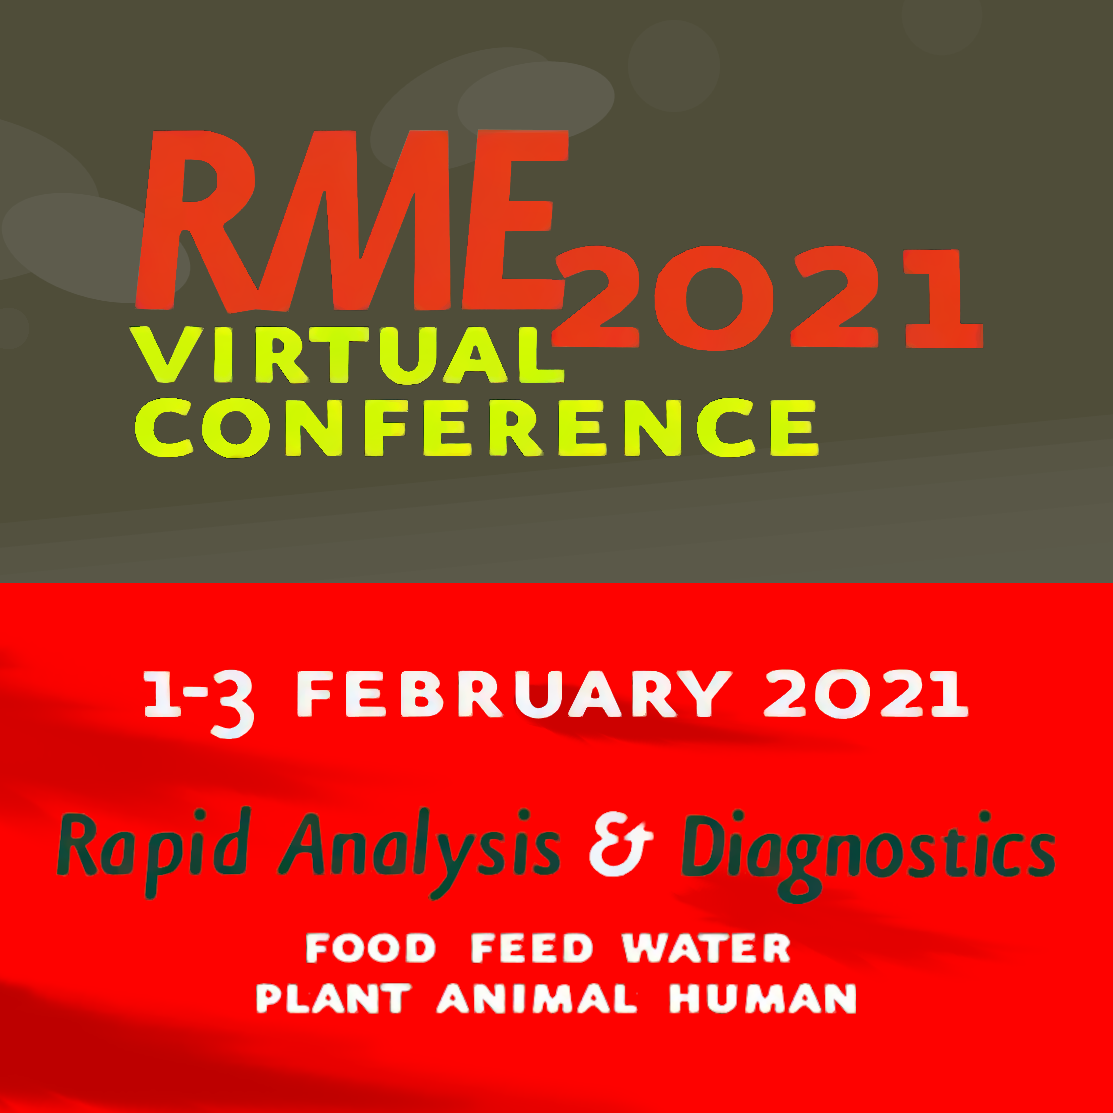 RME 2021
VIRTUAL
CONFERENCE
1-3 FEBRUARY 2021
Rapid Analysis & Diagnostics
FOOD FEED WATER
PLANT ANIMAL HUMAN